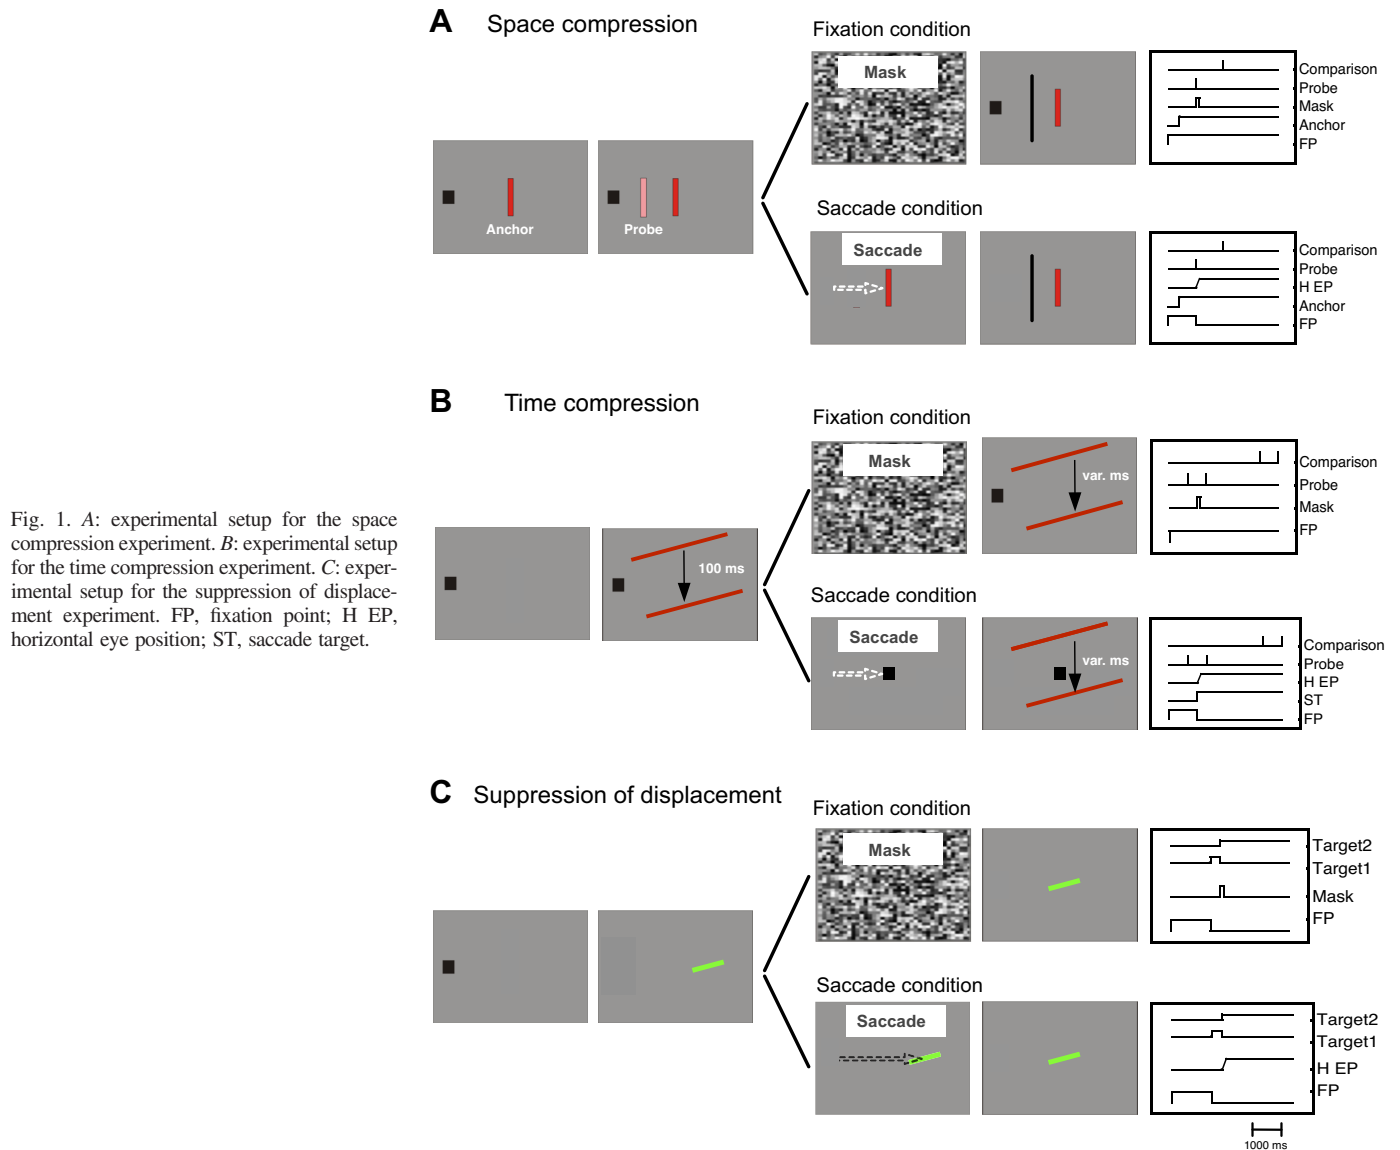 A Space compression
Fixation condition
Mask
Comparison
Probe
Mask
Anchor
FP
Anchor
Probe
Saccade condition
Saccade
Comparison
Probe
H EP
Anchor
FP
B Time compression
Fixation condition
Mask
var. ms
Comparison
Probe
Mask
FP
100 ms
Saccade condition
Saccade
var. ms
Comparison
Probe
H EP
ST
FP
Fig. 1. A: experimental setup for the space
compression experiment. B: experimental setup
for the time compression experiment. C: exper-
imental setup for the suppression of displace-
ment experiment. FP, fixation point; H EP,
horizontal eye position; ST, saccade target.
C Suppression of displacement
Fixation condition
Mask
Target2
Target1
Mask
FP
Saccade condition
Saccade
Target2
Target1
H EP
FP
1000 ms